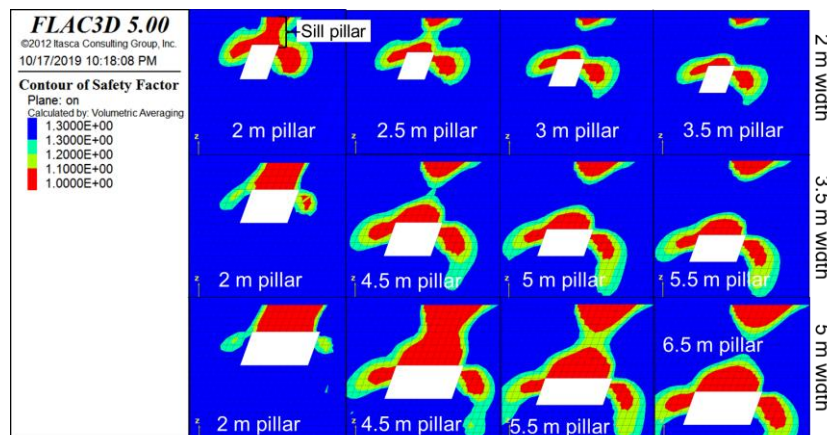 FLAC3D 5.00
©2012 Itasca Consulting Group, Inc.
10/17/2019 10:18:08 PM
Contour of Safety Factor
Plane: on
Calculated by: Volumetric Averaging
1.3000E+00
1.3000E+00
1.2000E+00
1.1000E+00
1.0000E+00
Sill pillar
2 m pillar
2.5 m pillar
3 m pillar
3.5 m pillar
2 m width
2 m pillar
4.5 m pillar
5 m pillar
5.5 m pillar
3.5 m width
2 m pillar
4.5 m pillar
5.5 m pillar
6.5 m pillar
5 m width
z
z
z
z
z
z
z
z
z
z
z
z